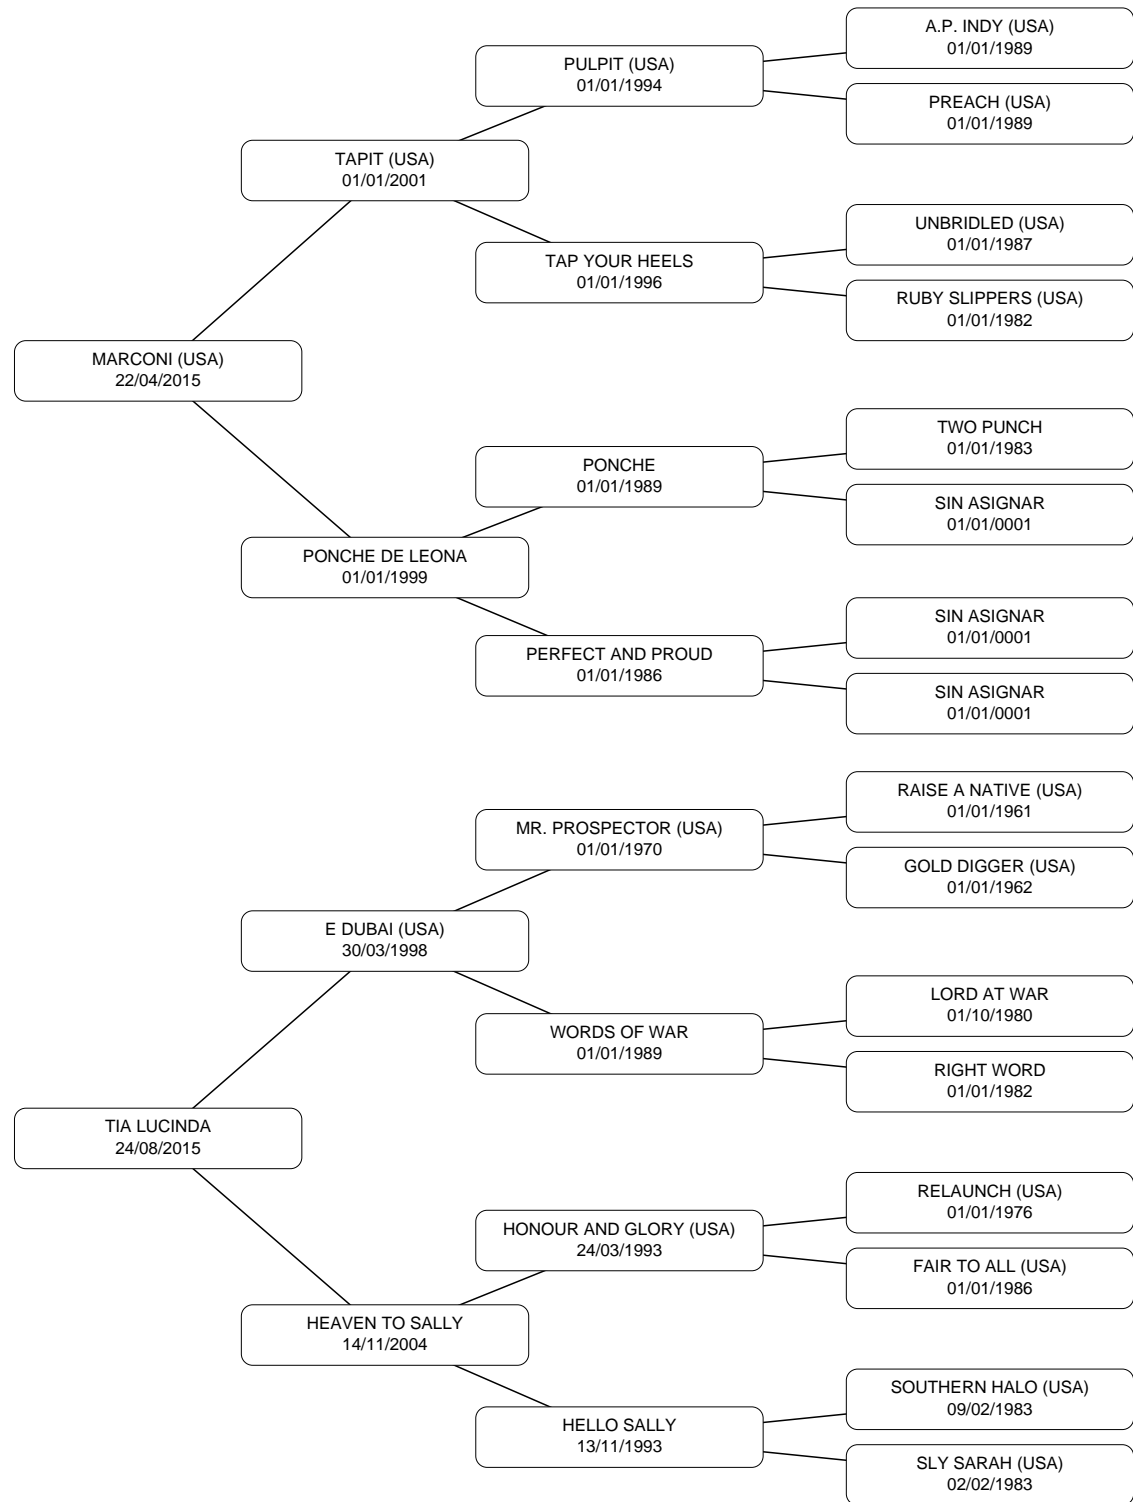 A.P. INDY (USA)
01/01/1989
PULPIT (USA)
01/01/1994
PREACH (USA)
01/01/1989
TAPIT (USA)
01/01/2001
UNBRIDLED (USA)
01/01/1987
TAP YOUR HEELS
01/01/1996
RUBY SLIPPERS (USA)
01/01/1982
MARCONI (USA)
22/04/2015
TWO PUNCH
01/01/1983
PONCHE
01/01/1989
SIN ASIGNAR
01/01/0001
PONCHE DE LEONA
01/01/1999
SIN ASIGNAR
01/01/0001
PERFECT AND PROUD
01/01/1986
SIN ASIGNAR
01/01/0001
RAISE A NATIVE (USA)
01/01/1961
MR. PROSPECTOR (USA)
01/01/1970
GOLD DIGGER (USA)
01/01/1962
E DUBAI (USA)
30/03/1998
LORD AT WAR
01/10/1980
WORDS OF WAR
01/01/1989
RIGHT WORD
01/01/1982
TIA LUCINDA
24/08/2015
RELAUNCH (USA)
01/01/1976
HONOUR AND GLORY (USA)
24/03/1993
FAIR TO ALL (USA)
01/01/1986
HEAVEN TO SALLY
14/11/2004
SOUTHERN HALO (USA)
09/02/1983
HELLO SALLY
13/11/1993
SLY SARAH (USA)
02/02/1983